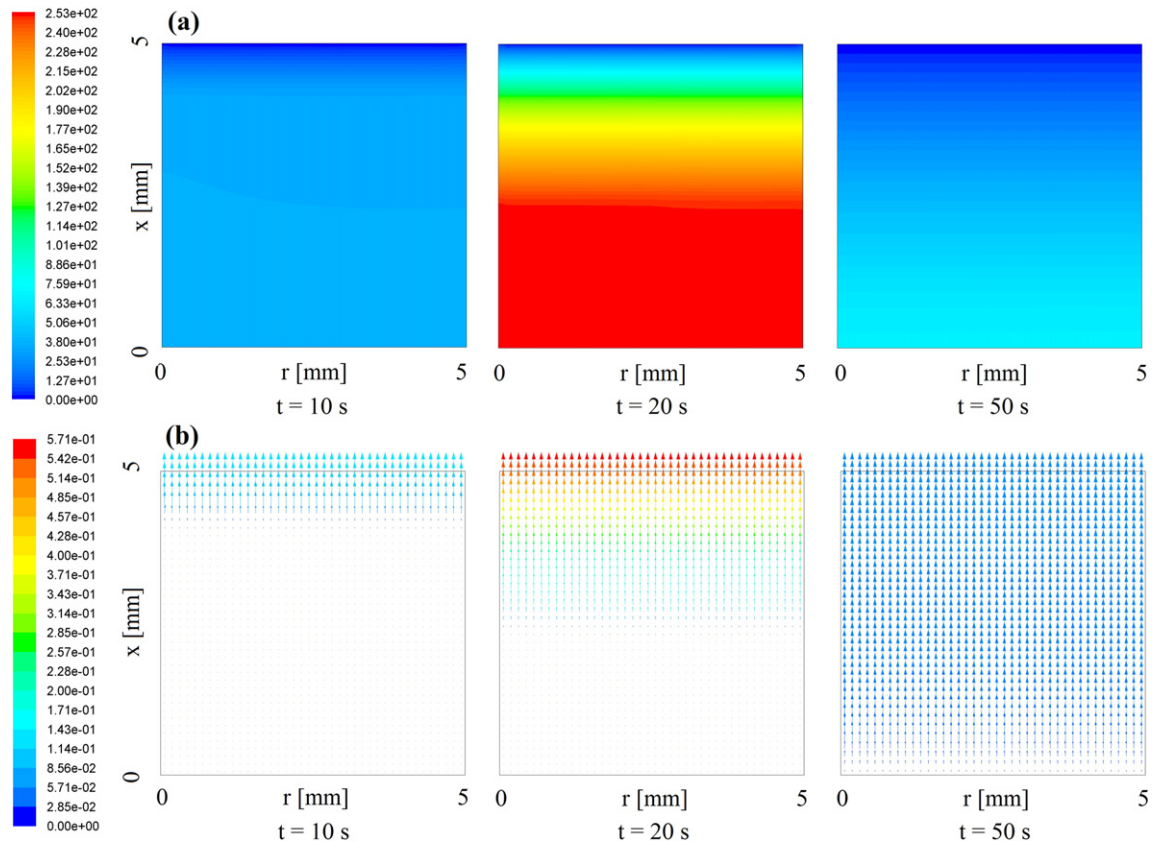 (a)
2.53e+02
2.40e+02
2.28e+02
2.15e+02
2.02e+02
1.90e+02
1.77e+02
1.65e+02
1.52e+02
1.39e+02
1.27e+02
1.14e+02
1.01e+02
8.86e+01
7.59e+01
6.33e+01
5.06e+01
3.80e+01
2.53e+01
1.27e+01
0.00e+00
5
x [mm]
0
0 r [mm] 5
0 r [mm] 5
0 r [mm] 5
t = 10 s
t = 20 s
t = 50 s
(b)
5.71e-01
5.42e-01
5.14e-01
4.85e-01
4.57e-01
4.28e-01
4.00e-01
3.71e-01
3.43e-01
3.14e-01
2.85e-01
2.57e-01
2.28e-01
2.00e-01
1.71e-01
1.43e-01
1.14e-01
8.56e-02
5.71e-02
2.85e-02
0.00e+00
5
x [mm]
0
0 r [mm] 5
0 r [mm] 5
0 r [mm] 5
t = 10 s
t = 20 s
t = 50 s